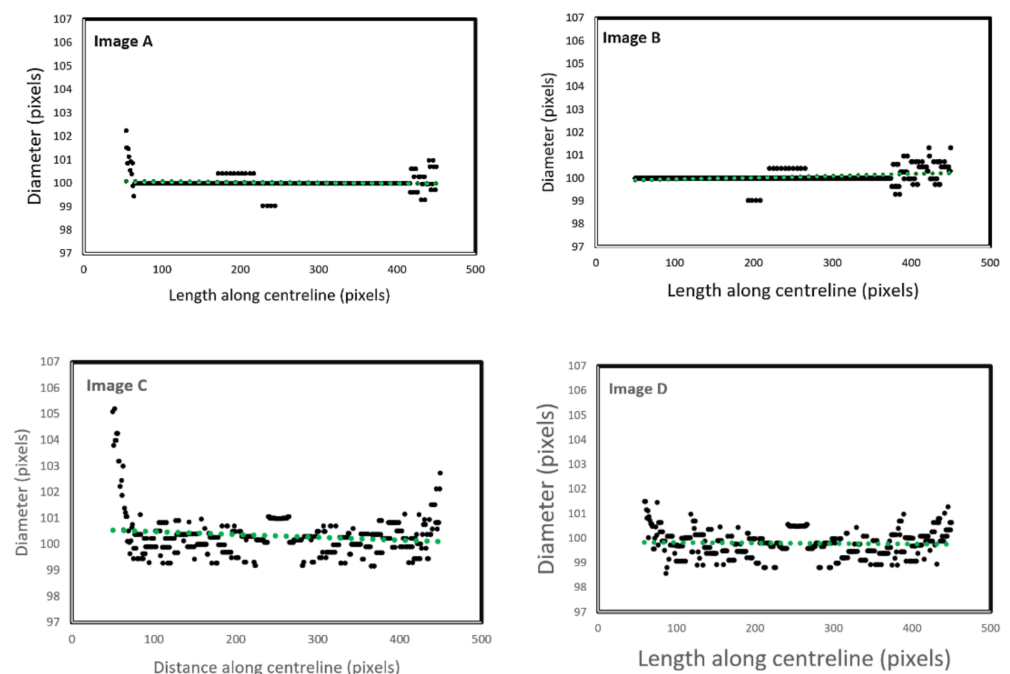 107
106
105
104
103
102
101
100
99
98
97
Image A
Diameter (pixels)
0 100 200 300 400 500
Length along centreline (pixels)
107
106
105
104
103
102
101
100
99
98
97
Image B
Diameter (pixels)
0 100 200 300 400 500
Length along centreline (pixels)
107
106
105
104
103
102
101
100
99
98
97
Image C
Diameter (pixels)
0 100 200 300 400 500
Distance along centreline (pixels)
107
106
105
104
103
102
101
100
99
98
97
Image D
Diameter (pixels)
0 100 200 300 400 500
Length along centreline (pixels)